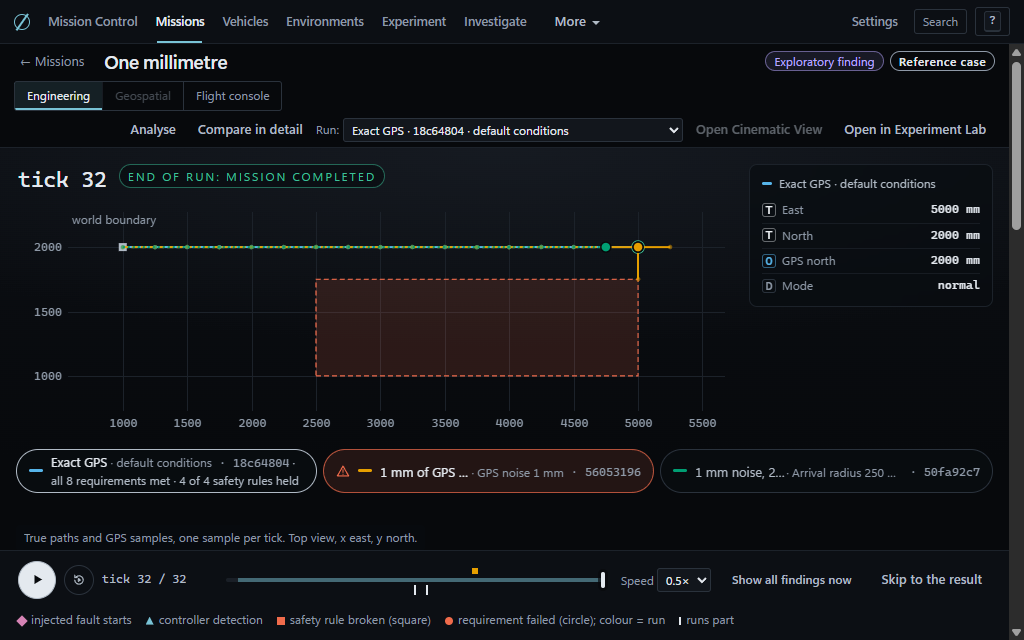 Mission Control Missions Vehicles Environments Experiment Investigate More Settings Search ?
← Missions One millimetre Exploratory finding Reference case
Engineering Geospatial Flight console
Analyse Compare in detail Run: Exact GPS · 18c64804 · default conditions Open Cinematic View Open in Experiment Lab
tick 32 END OF RUN: MISSION COMPLETED
Exact GPS · default conditions
T East 5000 mm
T North 2000 mm
O GPS north 2000 mm
D Mode normal
world boundary
2000
1500
1000
1000 1500 2000 2500 3000 3500 4000 4500 5000 5500
Exact GPS · default conditions · 18c64804 ·
all 8 requirements met · 4 of 4 safety rules held
1 mm of GPS ... · GPS noise 1 mm · 56053196
1 mm noise, 2... · Arrival radius 250 ... · 50fa92c7
True paths and GPS samples, one sample per tick. Top view, x east, y north.
tick 32 / 32 Speed 0.5× Show all findings now Skip to the result
injected fault starts controller detection safety rule broken (square) requirement failed (circle); colour = run runs part